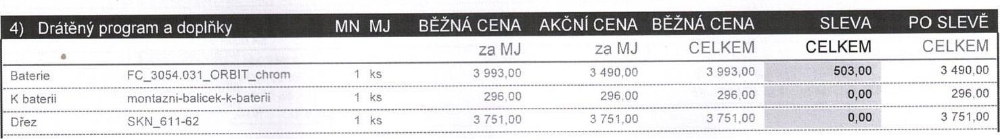 4) Drátěný program a doplňky MN MJ BĚŽNÁ CENA AKČNÍ CENA BĚŽNÁ CENA SLEVA PO SLEVĚ
za MJ za MJ CELKEM CELKEM CELKEM
Baterie FC_3054.031_ORBIT_chrom 1 ks 3 993,00 3 490,00 3 993,00 503,00 3 490,00
K baterii montazni-balicek-k-baterii 1 ks 296,00 296,00 296,00 0,00 296,00
Dřez SKN_611-62 1 ks 3 751,00 3 751,00 3 751,00 0,00 3 751,00